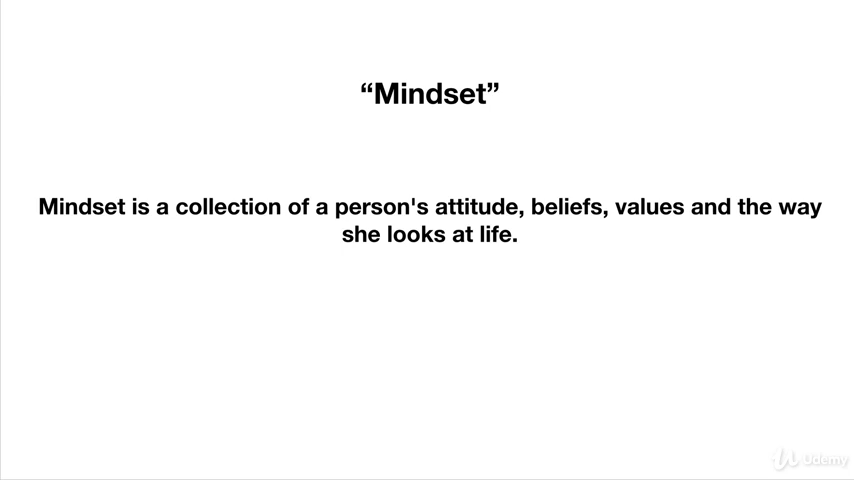 “Mindset”
Mindset is a collection of a person's attitude, beliefs, values and the way
she looks at life.
Udemy